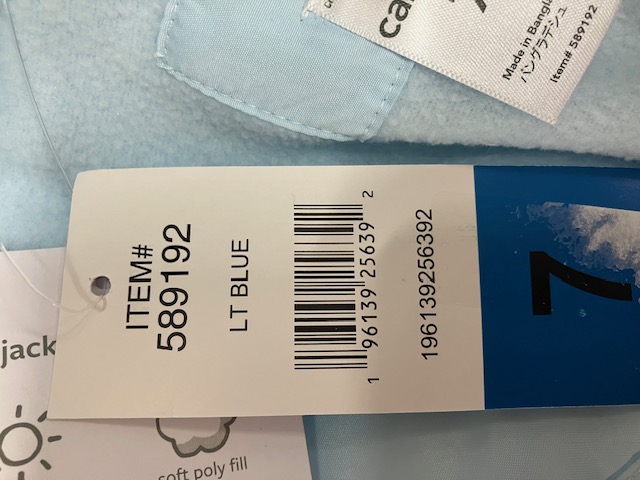 Made in Bangla
バングラデシュ
Item# 589192
ITEM#
589192
LT BLUE
1 96139 25639 2
196139256392
7
jack
soft poly fill